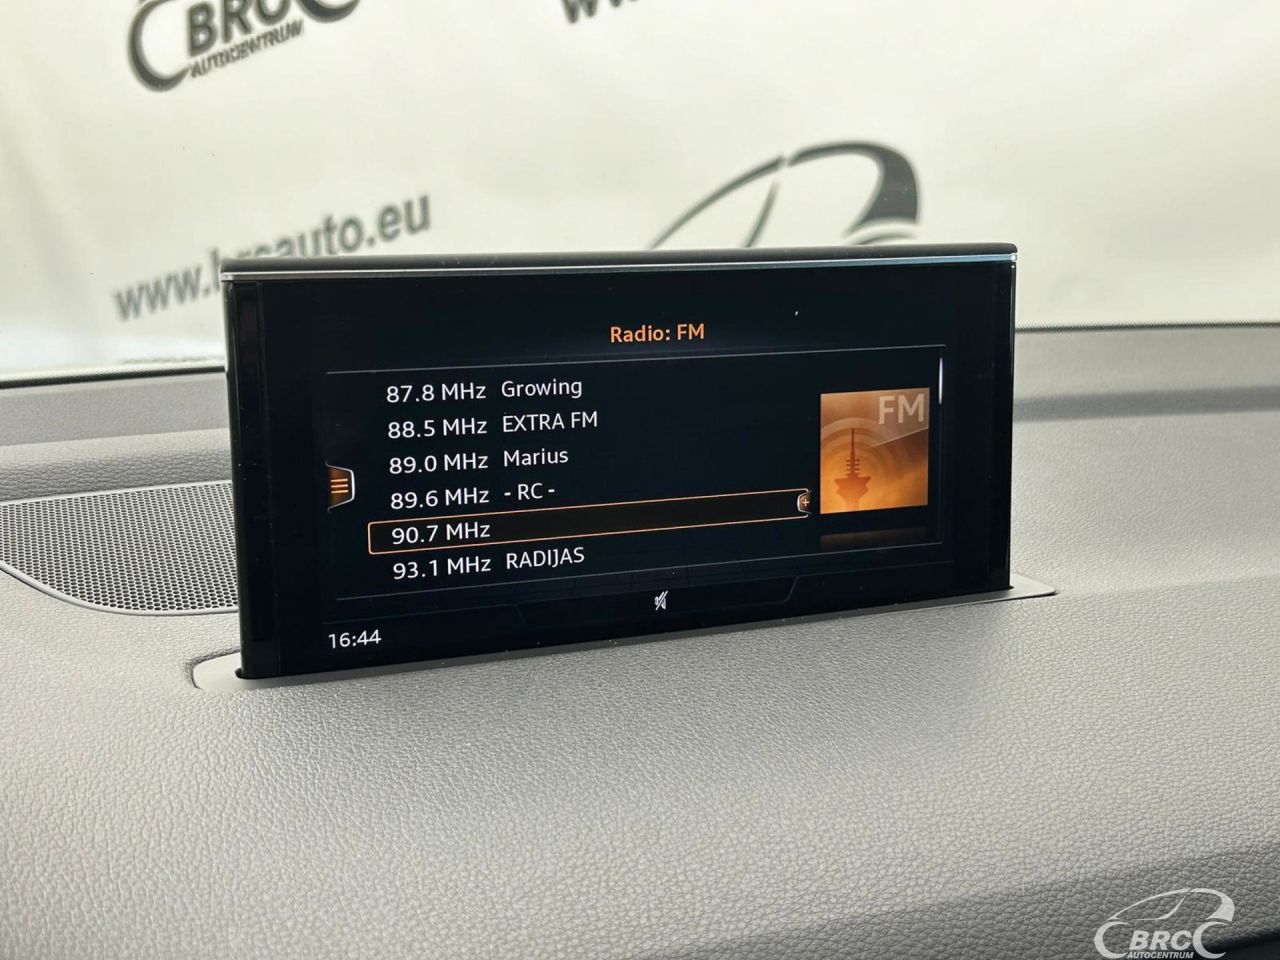 BRC
AUTOCENTRUM
www.brcauto.eu
Radio: FM
87.8 MHz Growing
88.5 MHz EXTRA FM
89.0 MHz Marius
89.6 MHz - RC -
90.7 MHz
93.1 MHz RADIJAS
FM
16:44
BRC
AUTOCENTRUM